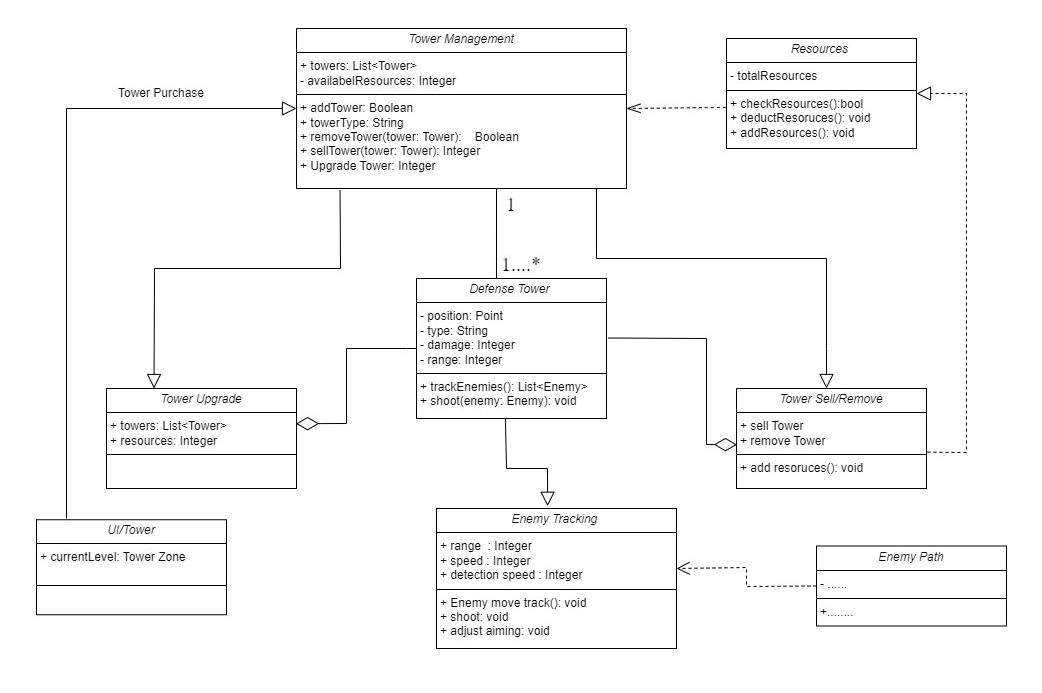 Tower Management
+ towers: List<Tower>
- availabelResources: Integer
+ addTower: Boolean
+ towerType: String
+ removeTower(tower: Tower): Boolean
+ sellTower(tower: Tower): Integer
+ Upgrade Tower: Integer
Resources
- totalResources
+ checkResources():bool
+ deductResoruces(): void
+ addResources(): void
Tower Purchase
1
1....*
Defense Tower
- position: Point
- type: String
- damage: Integer
- range: Integer
+ trackEnemies(): List<Enemy>
+ shoot(enemy: Enemy): void
Tower Upgrade
+ towers: List<Tower>
+ resources: Integer
Tower Sell/Remove
+ sell Tower
+ remove Tower
+ add resoruces(): void
UI/Tower
+ currentLevel: Tower Zone
Enemy Tracking
+ range : Integer
+ speed : Integer
+ detection speed : Integer
+ Enemy move track(): void
+ shoot: void
+ adjust aiming: void
Enemy Path
- ......
+........